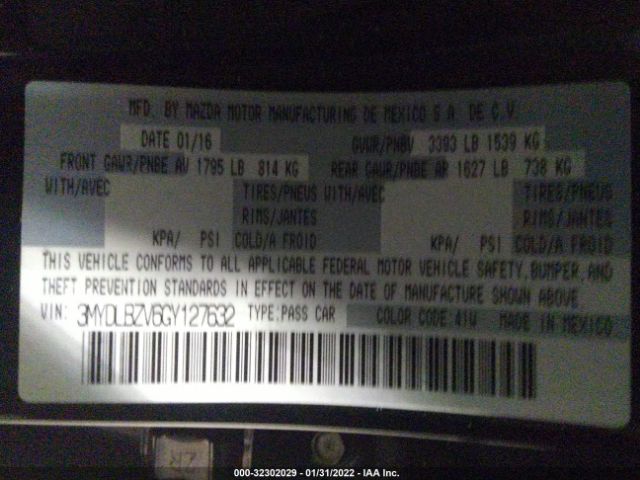 MFD. BY MAZDA MOTOR MANUFACTURING DE MEXICO S.A. DE C.V.
DATE 01/16 GVWR/PNBV 3393 LB 1539 KG
FRONT GAWR/PNBE AV 1795 LB 814 KG REAR GAWR/PNBE AR 1627 LB 738 KG
WITH/AVEC TIRES/PNEUS WITH/AVEC TIRES/PNEUS
RIMS/JANTES RIMS/JANTES
KPA/ PSI COLD/A FROID KPA/ PSI COLD/A FROID
THIS VEHICLE CONFORMS TO ALL APPLICABLE FEDERAL MOTOR VEHICLE SAFETY, BUMPER, AND
THEFT PREVENTION STANDARDS IN EFFECT ON THE DATE OF MANUFACTURE SHOWN ABOVE.
VIN: 3MYDLBZV6GY127632 TYPE:PASS CAR COLOR CODE:41W MADE IN MEXICO
000-32302029 - 01/31/2022 - IAA Inc.